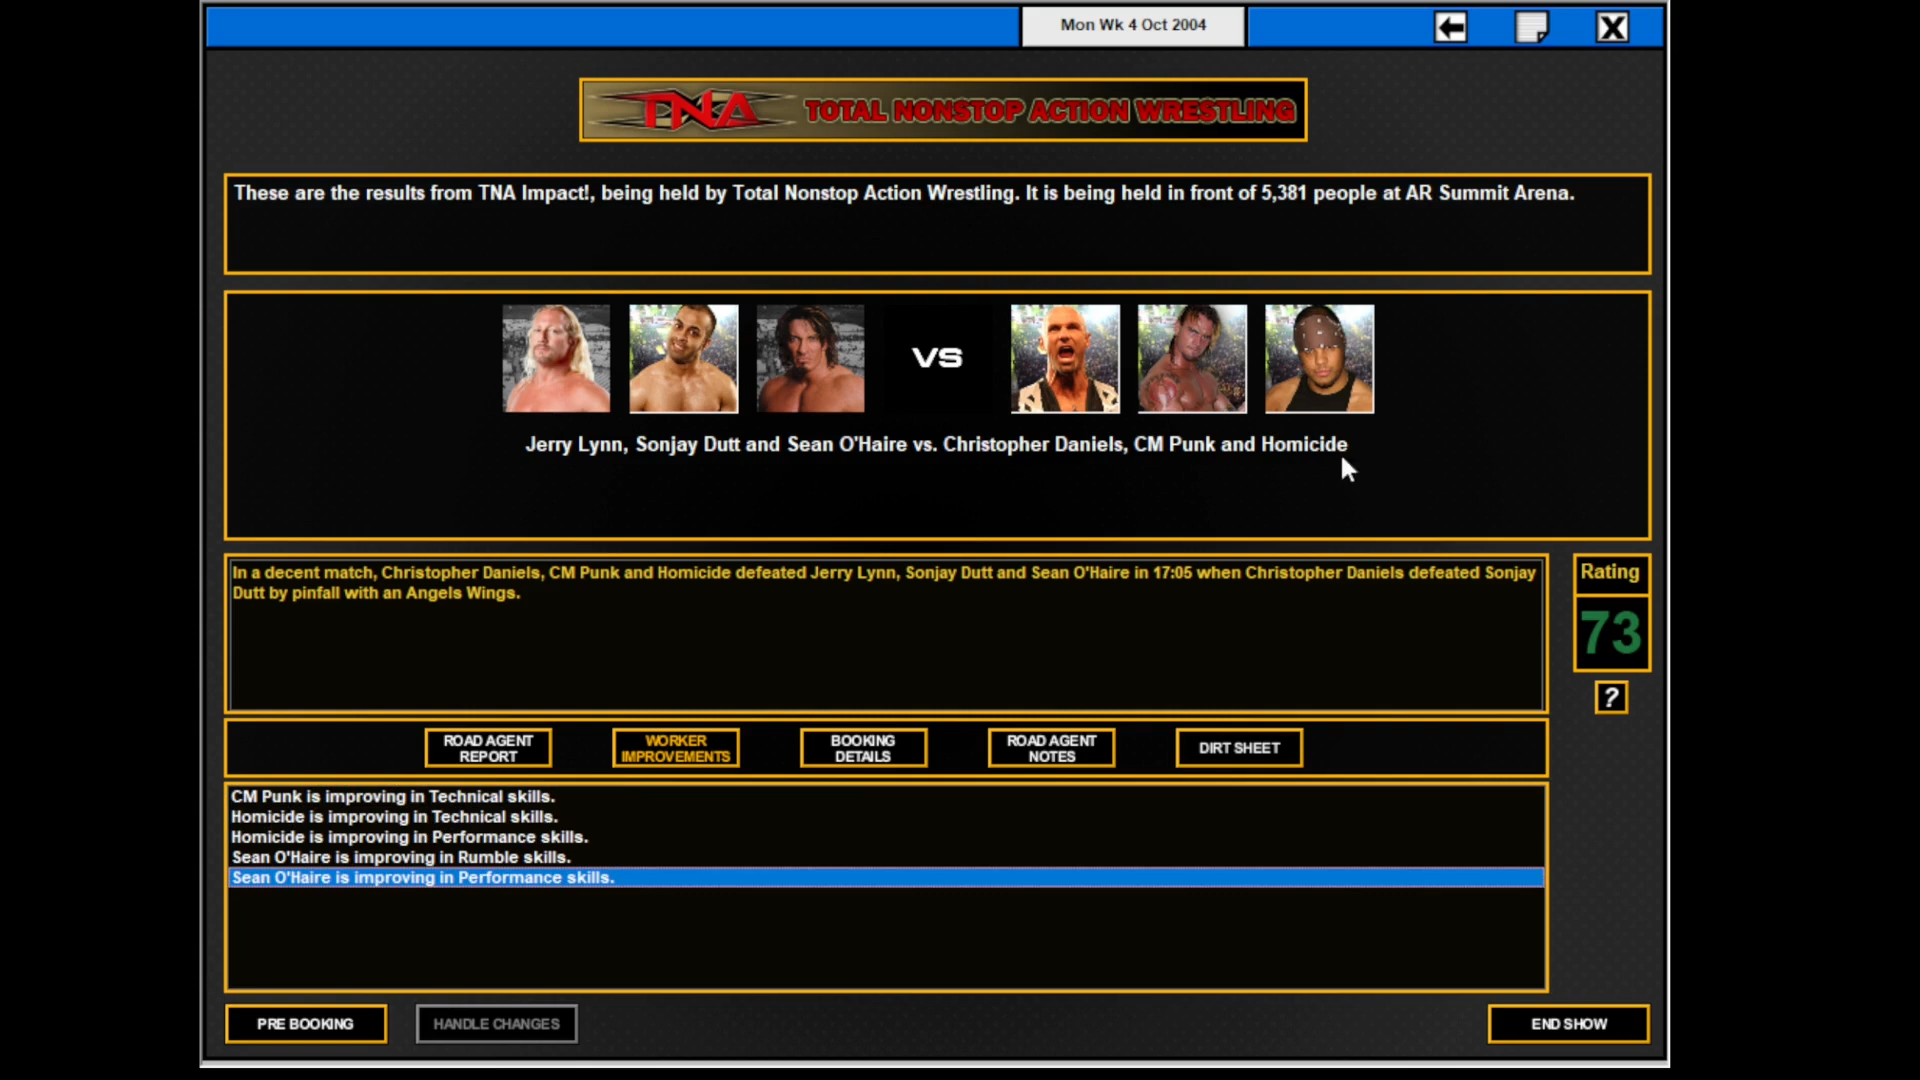 Mon Wk 4 Oct 2004
TNA TOTAL NONSTOP ACTION WRESTLING
These are the results from TNA Impact!, being held by Total Nonstop Action Wrestling. It is being held in front of 5,381 people at AR Summit Arena.
VS
Jerry Lynn, Sonjay Dutt and Sean O'Haire vs. Christopher Daniels, CM Punk and Homicide
In a decent match, Christopher Daniels, CM Punk and Homicide defeated Jerry Lynn, Sonjay Dutt and Sean O'Haire in 17:05 when Christopher Daniels defeated Sonjay
Dutt by pinfall with an Angels Wings.
Rating
73
?
ROAD AGENT
REPORT
WORKER
IMPROVEMENTS
BOOKING
DETAILS
ROAD AGENT
NOTES
DIRT SHEET
CM Punk is improving in Technical skills.
Homicide is improving in Technical skills.
Homicide is improving in Performance skills.
Sean O'Haire is improving in Rumble skills.
Sean O'Haire is improving in Performance skills.
PRE BOOKING
HANDLE CHANGES
END SHOW